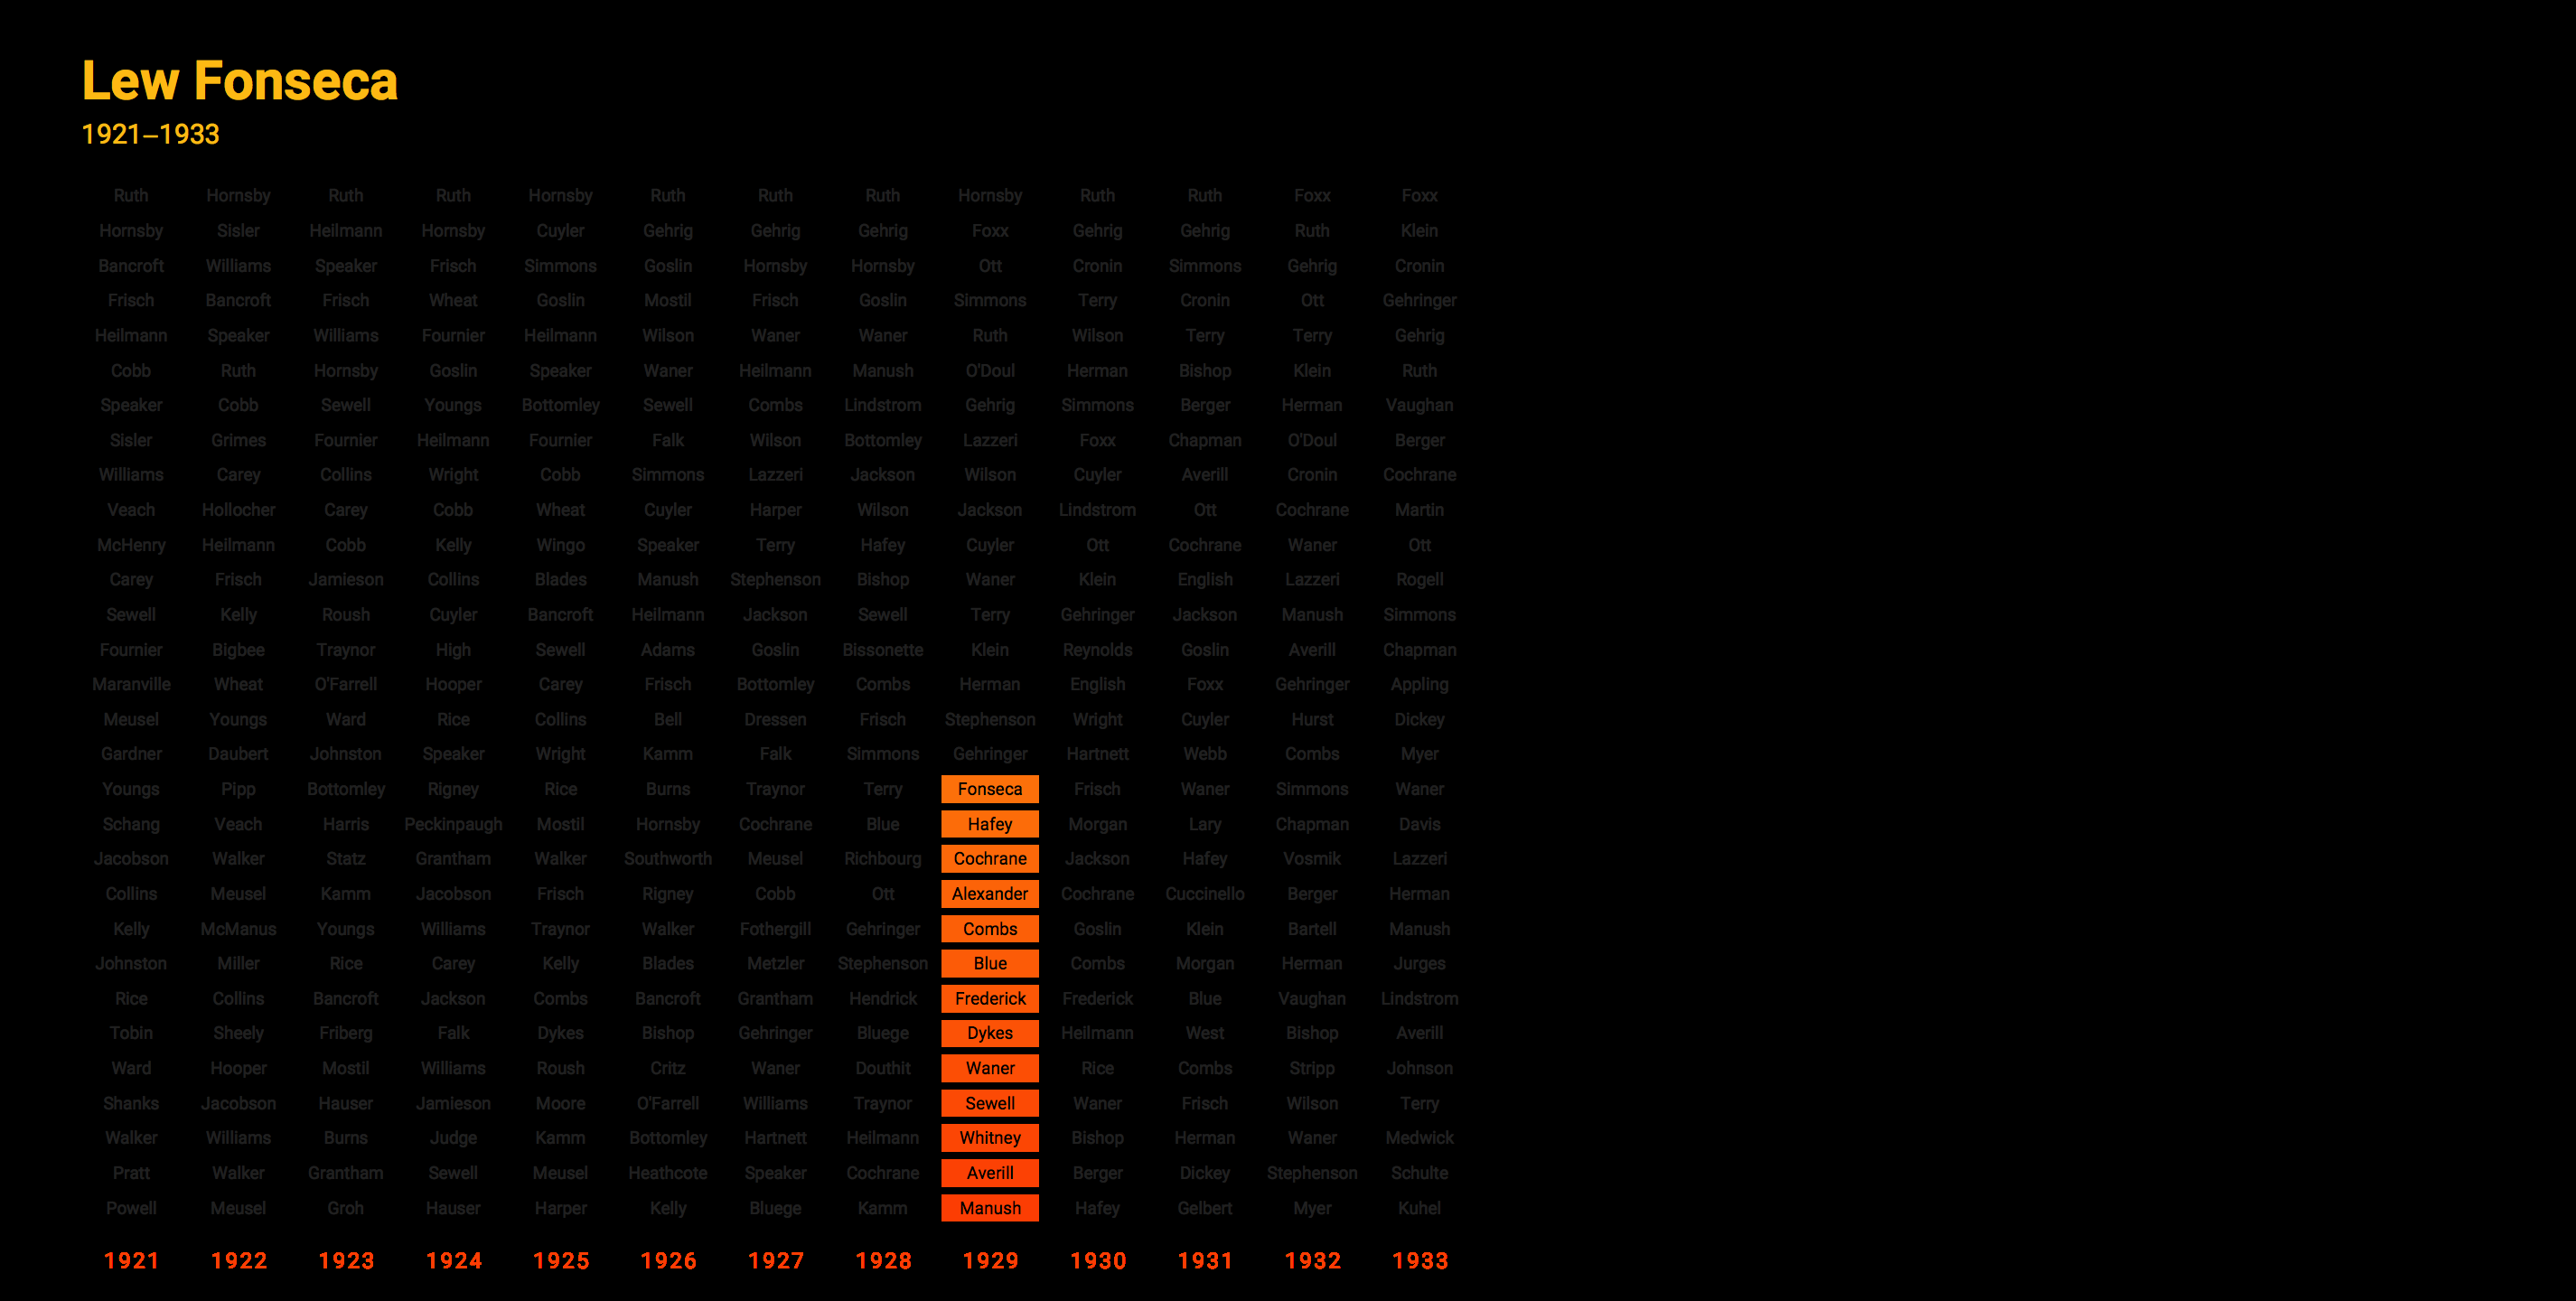 Lew Fonseca
1921–1933
Ruth Hornsby Ruth Ruth Hornsby Ruth Ruth Ruth Hornsby Ruth Ruth Foxx Foxx
Hornsby Sisler Heilmann Hornsby Cuyler Gehrig Gehrig Gehrig Foxx Gehrig Gehrig Ruth Klein
Bancroft Williams Speaker Frisch Simmons Goslin Hornsby Hornsby Ott Cronin Simmons Gehrig Cronin
Frisch Bancroft Frisch Wheat Goslin Mostil Frisch Goslin Simmons Terry Cronin Ott Gehringer
Heilmann Speaker Williams Fournier Heilmann Wilson Waner Waner Ruth Wilson Terry Terry Gehrig
Cobb Ruth Hornsby Goslin Speaker Waner Heilmann Manush O'Doul Herman Bishop Klein Ruth
Speaker Cobb Sewell Youngs Bottomley Sewell Combs Lindstrom Gehrig Simmons Berger Herman Vaughan
Sisler Grimes Fournier Heilmann Fournier Falk Wilson Bottomley Lazzeri Foxx Chapman O'Doul Berger
Williams Carey Collins Wright Cobb Simmons Lazzeri Jackson Wilson Cuyler Averill Cronin Cochrane
Veach Hollocher Carey Cobb Wheat Cuyler Harper Wilson Jackson Lindstrom Ott Cochrane Martin
McHenry Heilmann Cobb Kelly Wingo Speaker Terry Hafey Cuyler Ott Cochrane Waner Ott
Carey Frisch Jamieson Collins Blades Manush Stephenson Bishop Waner Klein English Lazzeri Rogell
Sewell Kelly Roush Cuyler Bancroft Heilmann Jackson Sewell Terry Gehringer Jackson Manush Simmons
Fournier Bigbee Traynor High Sewell Adams Goslin Bissonette Klein Reynolds Goslin Averill Chapman
Maranville Wheat O'Farrell Hooper Carey Frisch Bottomley Combs Herman English Foxx Gehringer Appling
Meusel Youngs Ward Rice Collins Bell Dressen Frisch Stephenson Wright Cuyler Hurst Dickey
Gardner Daubert Johnston Speaker Wright Kamm Falk Simmons Gehringer Hartnett Webb Combs Myer
Youngs Pipp Bottomley Rigney Rice Burns Traynor Terry Fonseca Frisch Waner Simmons Waner
Schang Veach Harris Peckinpaugh Mostil Hornsby Cochrane Blue Hafey Morgan Lary Chapman Davis
Jacobson Walker Statz Grantham Walker Southworth Meusel Richbourg Cochrane Jackson Hafey Vosmik Lazzeri
Collins Meusel Kamm Jacobson Frisch Rigney Cobb Ott Alexander Cochrane Cuccinello Berger Herman
Kelly McManus Youngs Williams Traynor Walker Fothergill Gehringer Combs Goslin Klein Bartell Manush
Johnston Miller Rice Carey Kelly Blades Metzler Stephenson Blue Combs Morgan Herman Jurges
Rice Collins Bancroft Jackson Combs Bancroft Grantham Hendrick Frederick Frederick Blue Vaughan Lindstrom
Tobin Sheely Friberg Falk Dykes Bishop Gehringer Bluege Dykes Heilmann West Bishop Averill
Ward Hooper Mostil Williams Roush Critz Waner Douthit Waner Rice Combs Stripp Johnson
Shanks Jacobson Hauser Jamieson Moore O'Farrell Williams Traynor Sewell Waner Frisch Wilson Terry
Walker Williams Burns Judge Kamm Bottomley Hartnett Heilmann Whitney Bishop Herman Waner Medwick
Pratt Walker Grantham Sewell Meusel Heathcote Speaker Cochrane Averill Berger Dickey Stephenson Schulte
Powell Meusel Groh Hauser Harper Kelly Bluege Kamm Manush Hafey Gelbert Myer Kuhel
1921 1922 1923 1924 1925 1926 1927 1928 1929 1930 1931 1932 1933